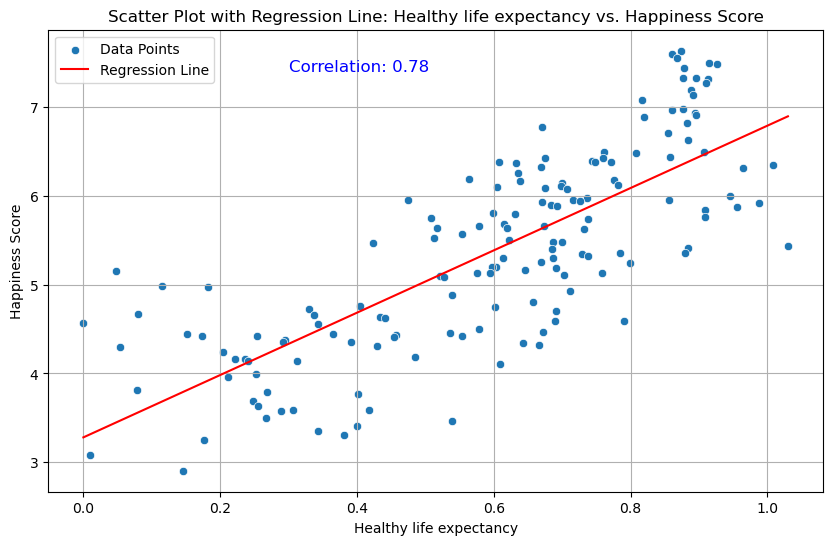 Scatter Plot with Regression Line: Healthy life expectancy vs. Happiness Score
Data Points
Regression Line
Correlation: 0.78
Happiness Score
7
6
5
4
3
0.0 0.2 0.4 0.6 0.8 1.0
Healthy life expectancy